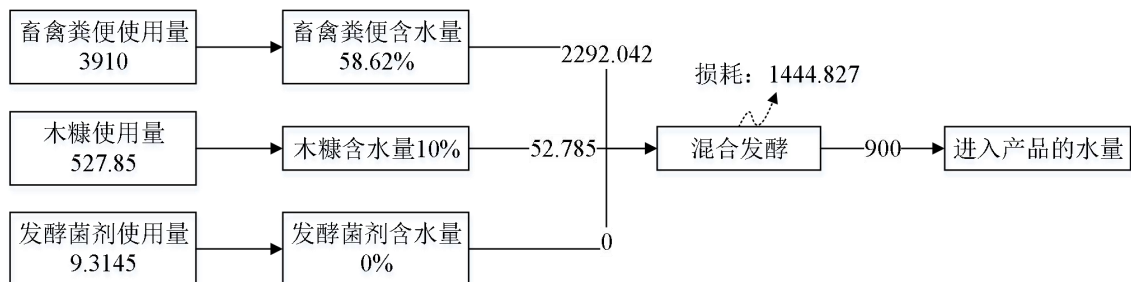 畜禽粪便使用量
3910
畜禽粪便含水量
58.62%
2292.042
损耗：1444.827
木糠使用量
527.85
木糠含水量10%
52.785
混合发酵
900
进入产品的水量
发酵菌剂使用量
9.3145
发酵菌剂含水量
0%
0